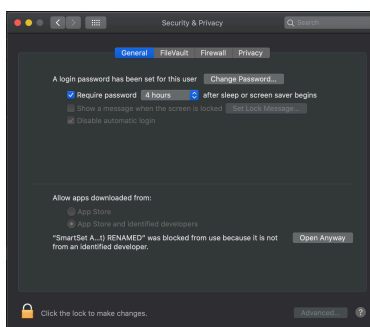 Security & Privacy
Search
General FileVault Firewall Privacy
A login password has been set for this user Change Password...
Require password 4 hours after sleep or screen saver begins
Show a message when the screen is locked Set Lock Message...
Disable automatic login
Allow apps downloaded from:
App Store
App Store and identified developers
“SmartSet A...t) RENAMED” was blocked from use because it is not Open Anyway
from an identified developer.
Click the lock to make changes.
Advanced... ?